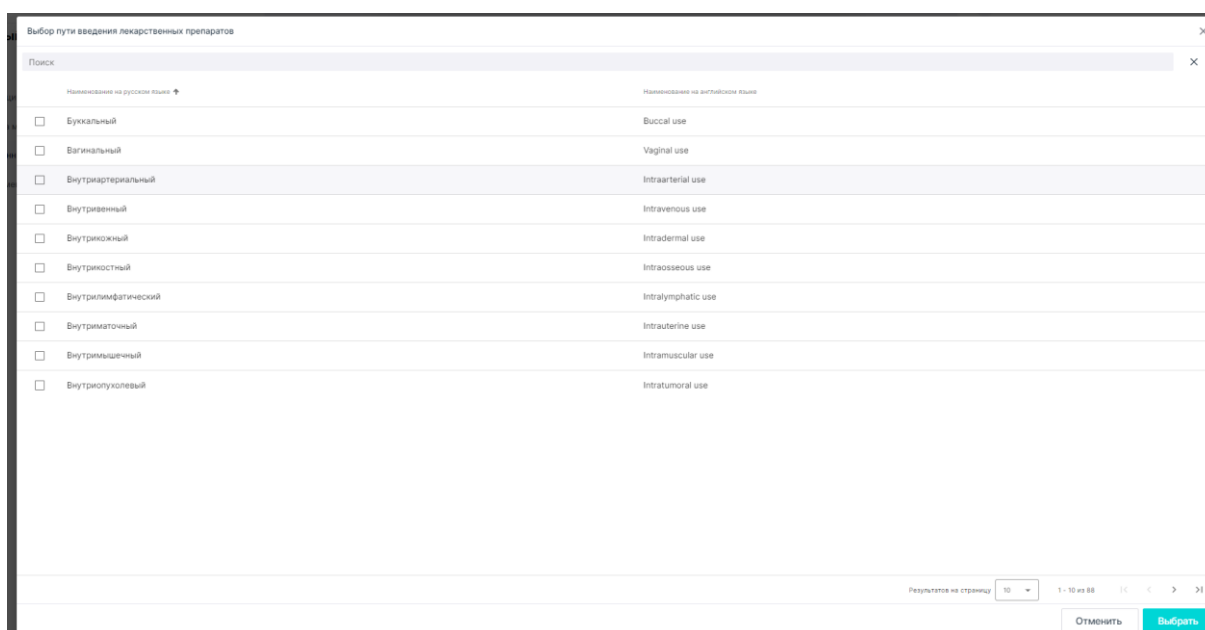 Выбор пути введения лекарственных препаратов
Поиск
Наименование на русском языке Наименование на английском языке
Буккальный Buccal use
Вагинальный Vaginal use
Внутриартериальный Intraarterial use
Внутривенный Intravenous use
Внутрикожный Intradermal use
Внутрикостный Intraosseous use
Внутрилимфатический Intralymphatic use
Внутриматочный Intrauterine use
Внутримышечный Intramuscular use
Внутриопухолевый Intratumoral use
Результатов на страницу 10 1 - 10 из 88
Отменить Выбрать